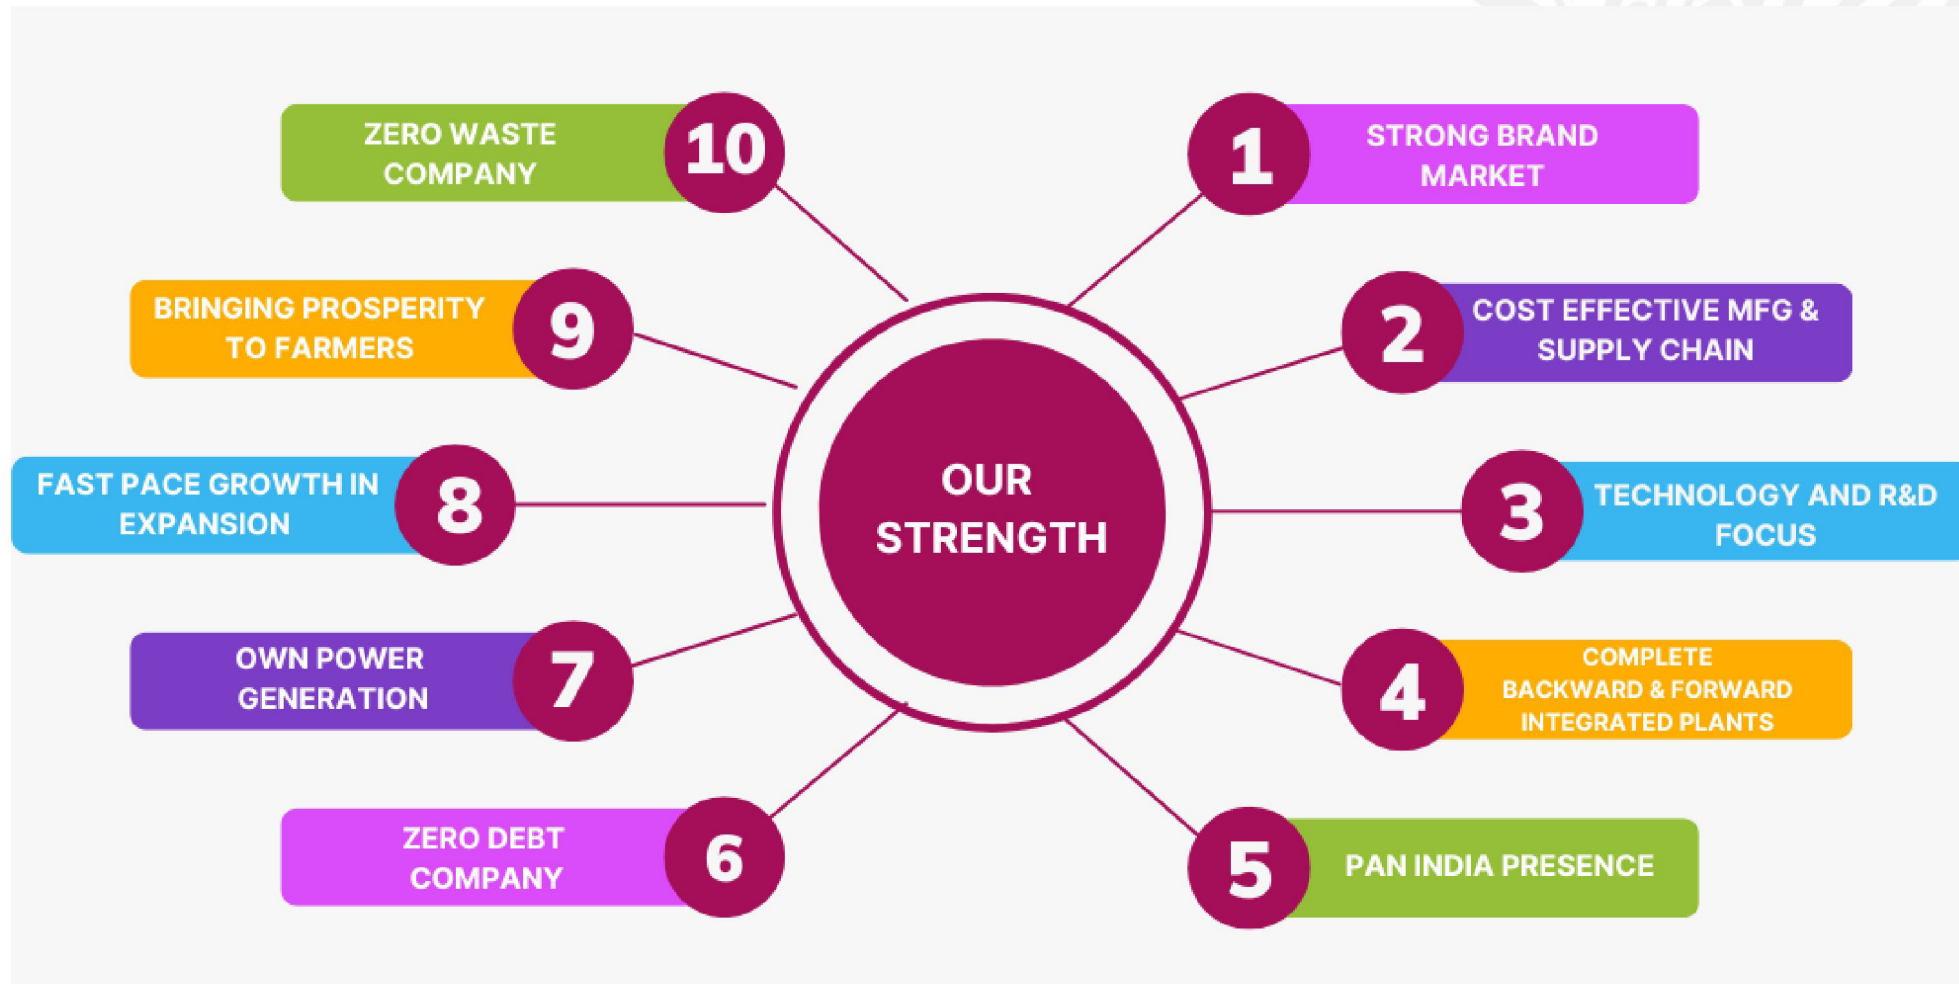 OUR
STRENGTH
1
STRONG BRAND
MARKET
2
COST EFFECTIVE MFG &
SUPPLY CHAIN
3
TECHNOLOGY AND R&D
FOCUS
4
COMPLETE
BACKWARD & FORWARD
INTEGRATED PLANTS
5
PAN INDIA PRESENCE
6
ZERO DEBT
COMPANY
7
OWN POWER
GENERATION
8
FAST PACE GROWTH IN
EXPANSION
9
BRINGING PROSPERITY
TO FARMERS
10
ZERO WASTE
COMPANY